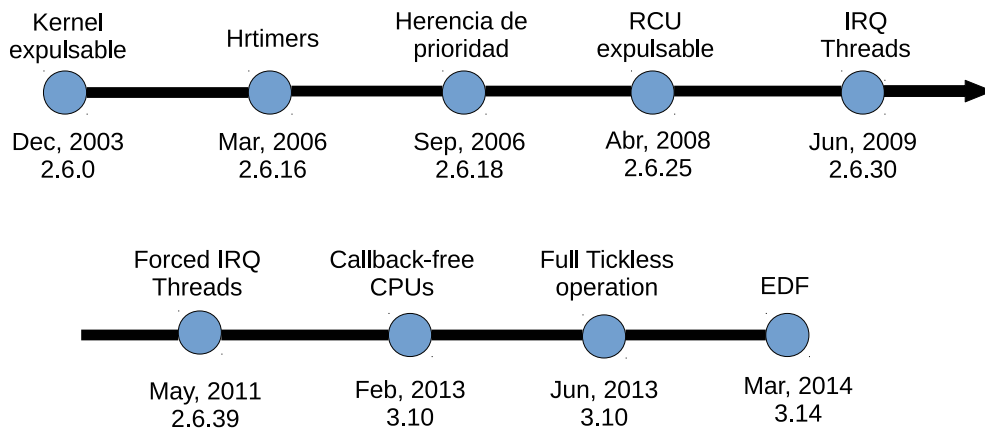 Kernel
expulsable
Hrtimers
Herencia de
prioridad
RCU
expulsable
IRQ
Threads
Dec, 2003
2.6.0
Mar, 2006
2.6.16
Sep, 2006
2.6.18
Abr, 2008
2.6.25
Jun, 2009
2.6.30
Forced IRQ
Threads
Callback-free
CPUs
Full Tickless
operation
EDF
May, 2011
2.6.39
Feb, 2013
3.10
Jun, 2013
3.10
Mar, 2014
3.14